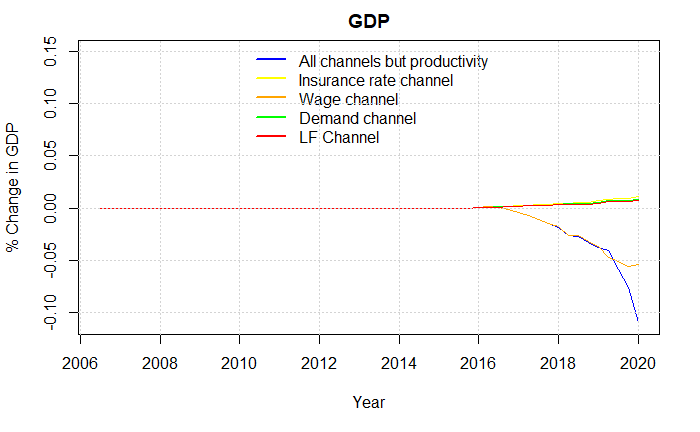 GDP
% Change in GDP
0.15
0.10
0.05
0.00
-0.05
-0.10
All channels but productivity
Insurance rate channel
Wage channel
Demand channel
LF Channel
2006 2008 2010 2012 2014 2016 2018 2020
Year